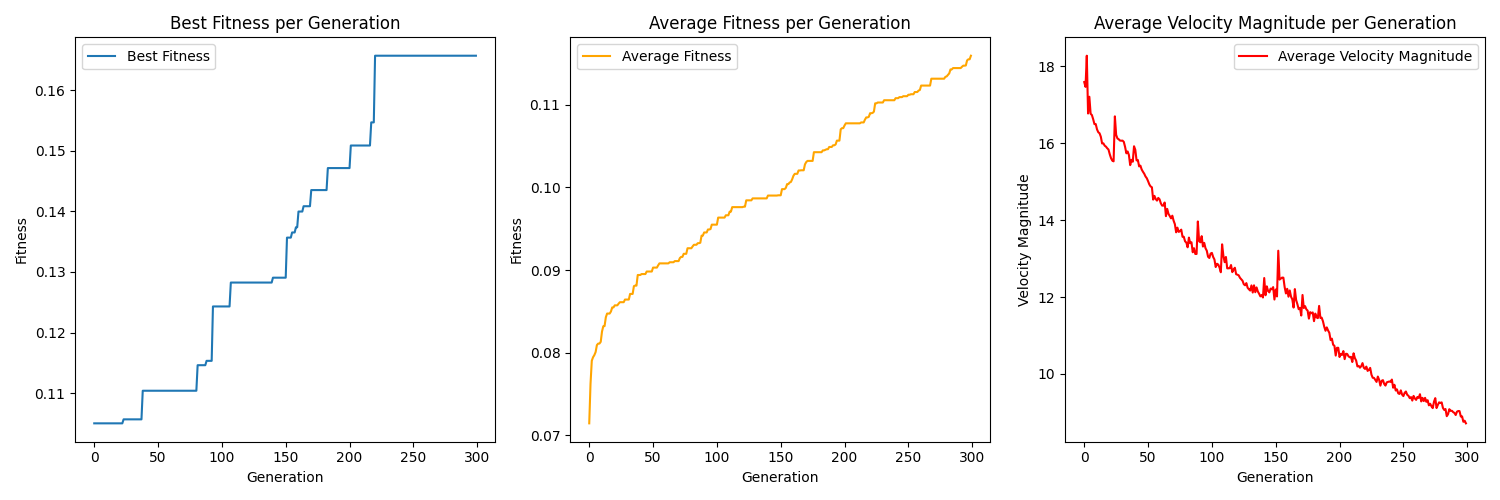 Best Fitness per Generation
Best Fitness
0.16
0.15
0.14
0.13
0.12
0.11
Fitness
0 50 100 150 200 250 300
Generation
Average Fitness per Generation
Average Fitness
0.11
0.10
0.09
0.08
0.07
Fitness
0 50 100 150 200 250 300
Generation
Average Velocity Magnitude per Generation
Average Velocity Magnitude
18
16
14
12
10
Velocity Magnitude
0 50 100 150 200 250 300
Generation